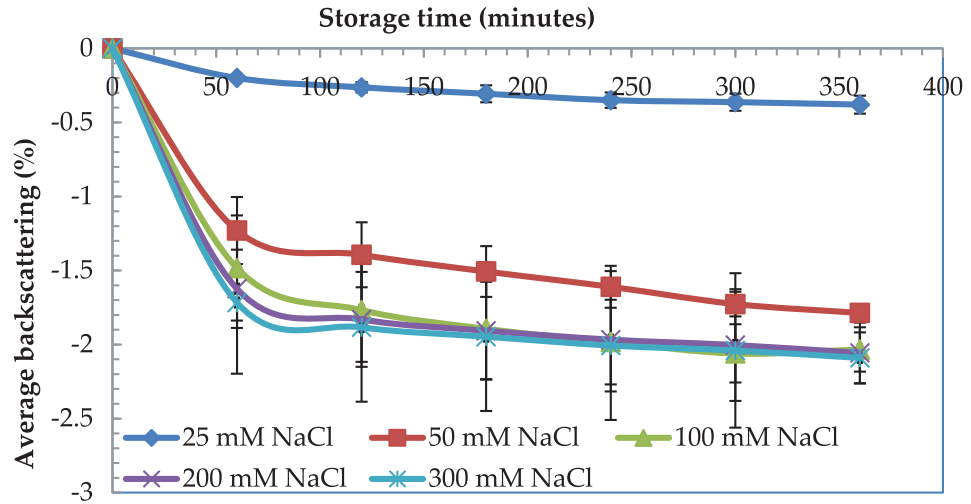 Storage time (minutes)
0
0 50 100 150 200 250 300 350 400
-0.5
-1
-1.5
-2
-2.5
-3
Average backscattering (%)
25 mM NaCl 50 mM NaCl 100 mM NaCl
200 mM NaCl 300 mM NaCl